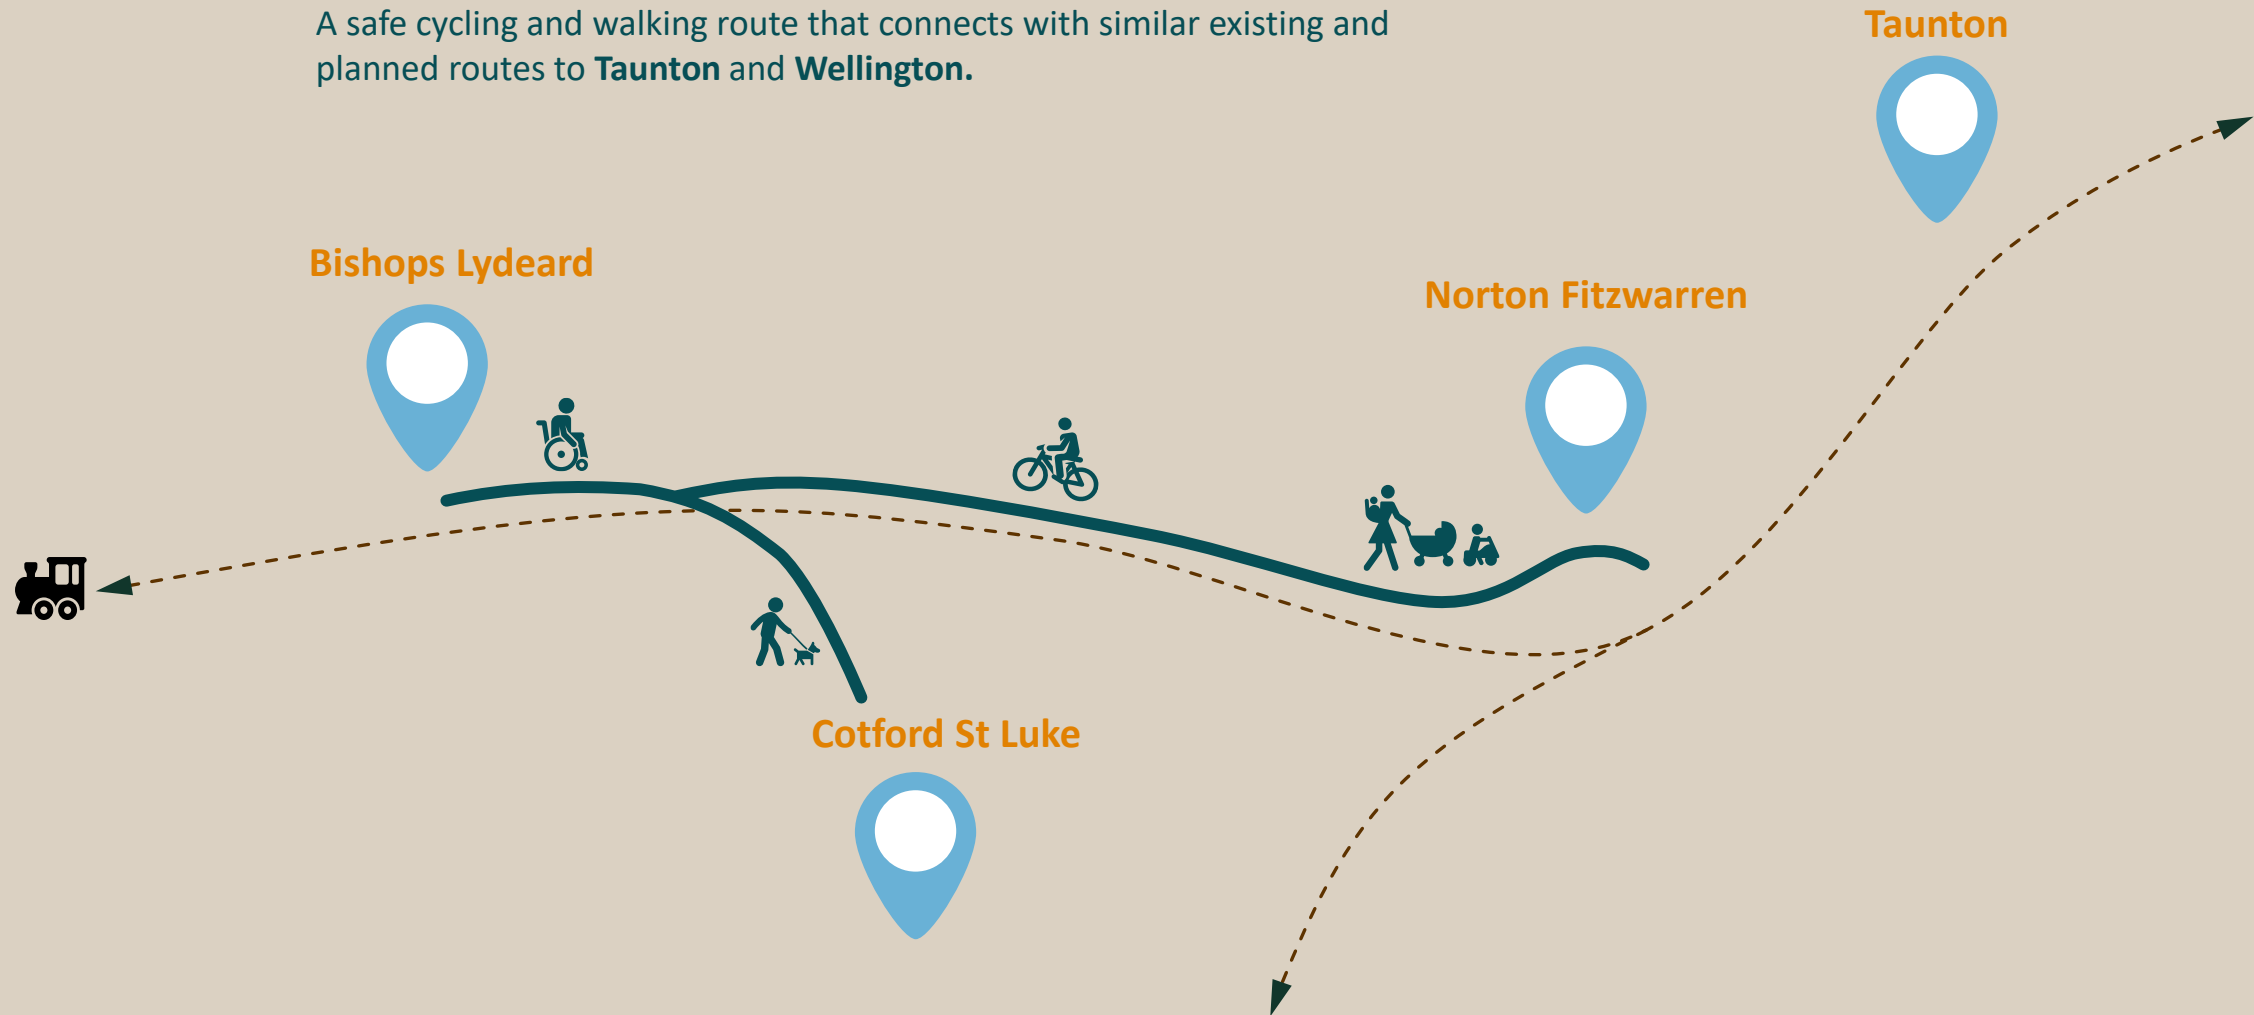 A safe cycling and walking route that connects with similar existing and
planned routes to Taunton and Wellington.
Taunton
Bishops Lydeard
Norton Fitzwarren
Cotford St Luke